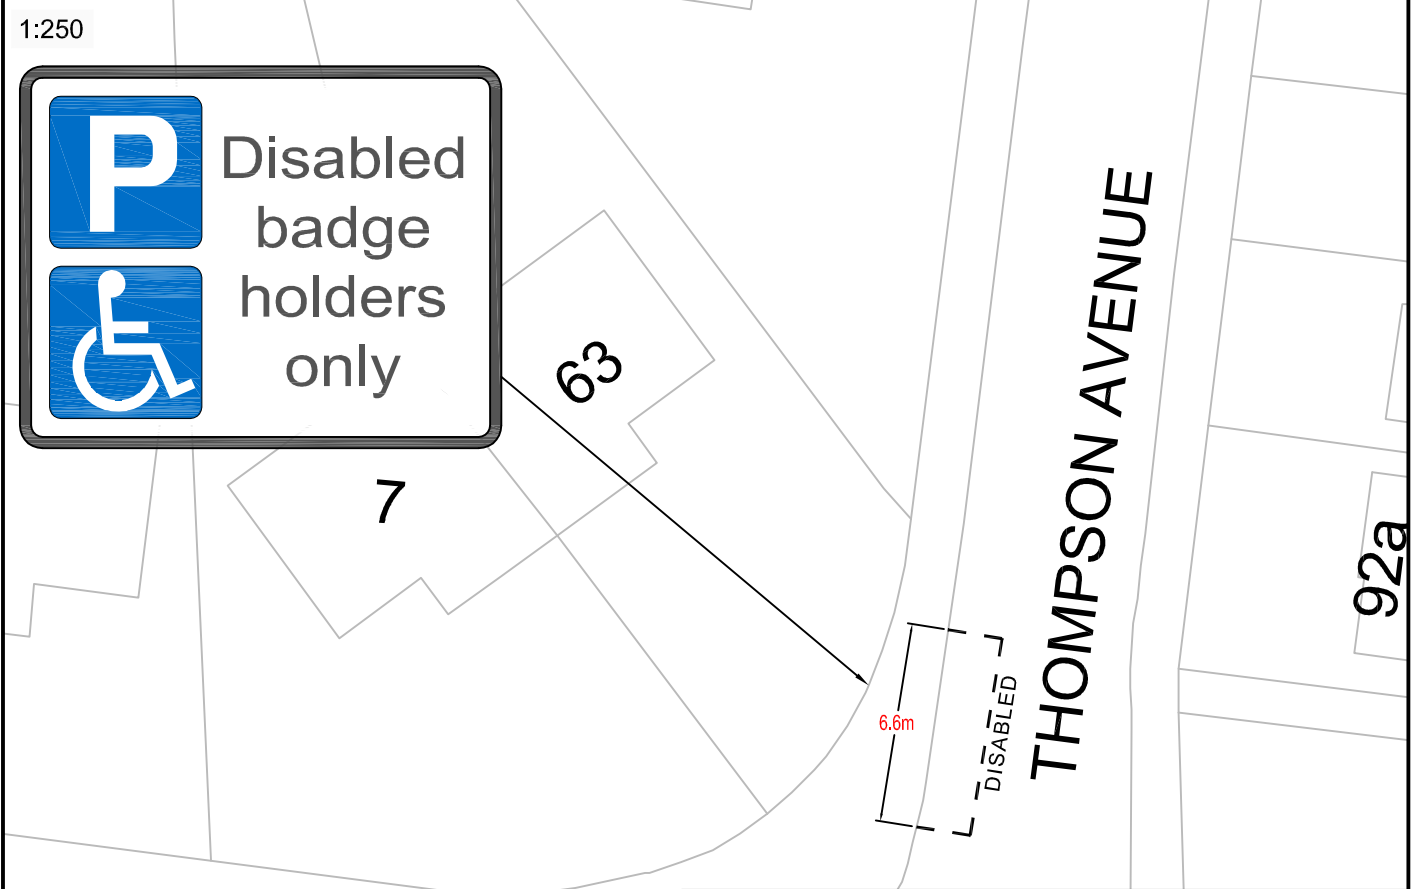 1:250
P
Disabled
badge
holders
only
63
7
THOMPSON AVENUE
92a
6.6m
DISABLED